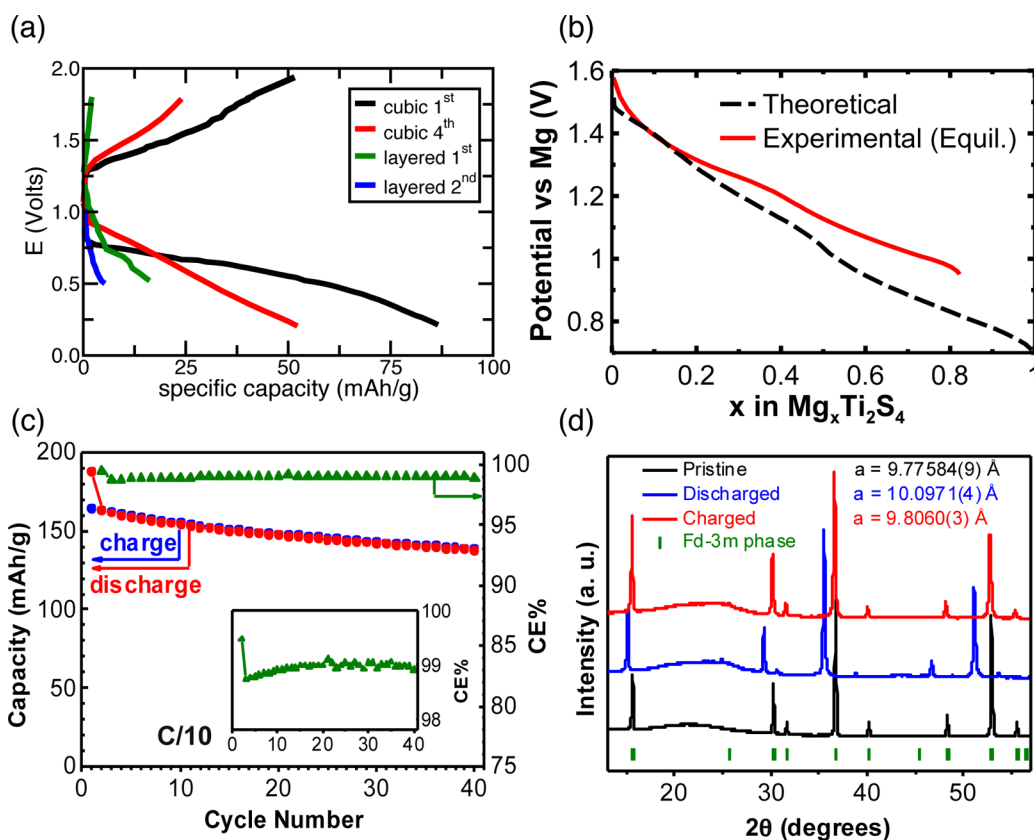 (a)
2.0
1.5
1.0
0.5
0.0
E (Volts)
cubic 1st
cubic 4th
layered 1st
layered 2nd
0 25 50 75 100
specific capacity (mAh/g)
(b)
1.6
1.4
1.2
1
0.8
Potential vs Mg (V)
Theoretical
Experimental (Equil.)
0 0.2 0.4 0.6 0.8 1
x in MgxTi2S4
(c)
200
150
100
50
0
Capacity (mAh/g)
charge
discharge
C/10
100
99
98
CE%
0 10 20 30 40
100
95
90
85
80
75
CE%
0 10 20 30 40
Cycle Number
(d)
Intensity (a. u.)
Pristine a = 9.77584(9) Å
Discharged a = 10.0971(4) Å
Charged a = 9.8060(3) Å
Fd-3m phase
20 30 40 50
2θ (degrees)